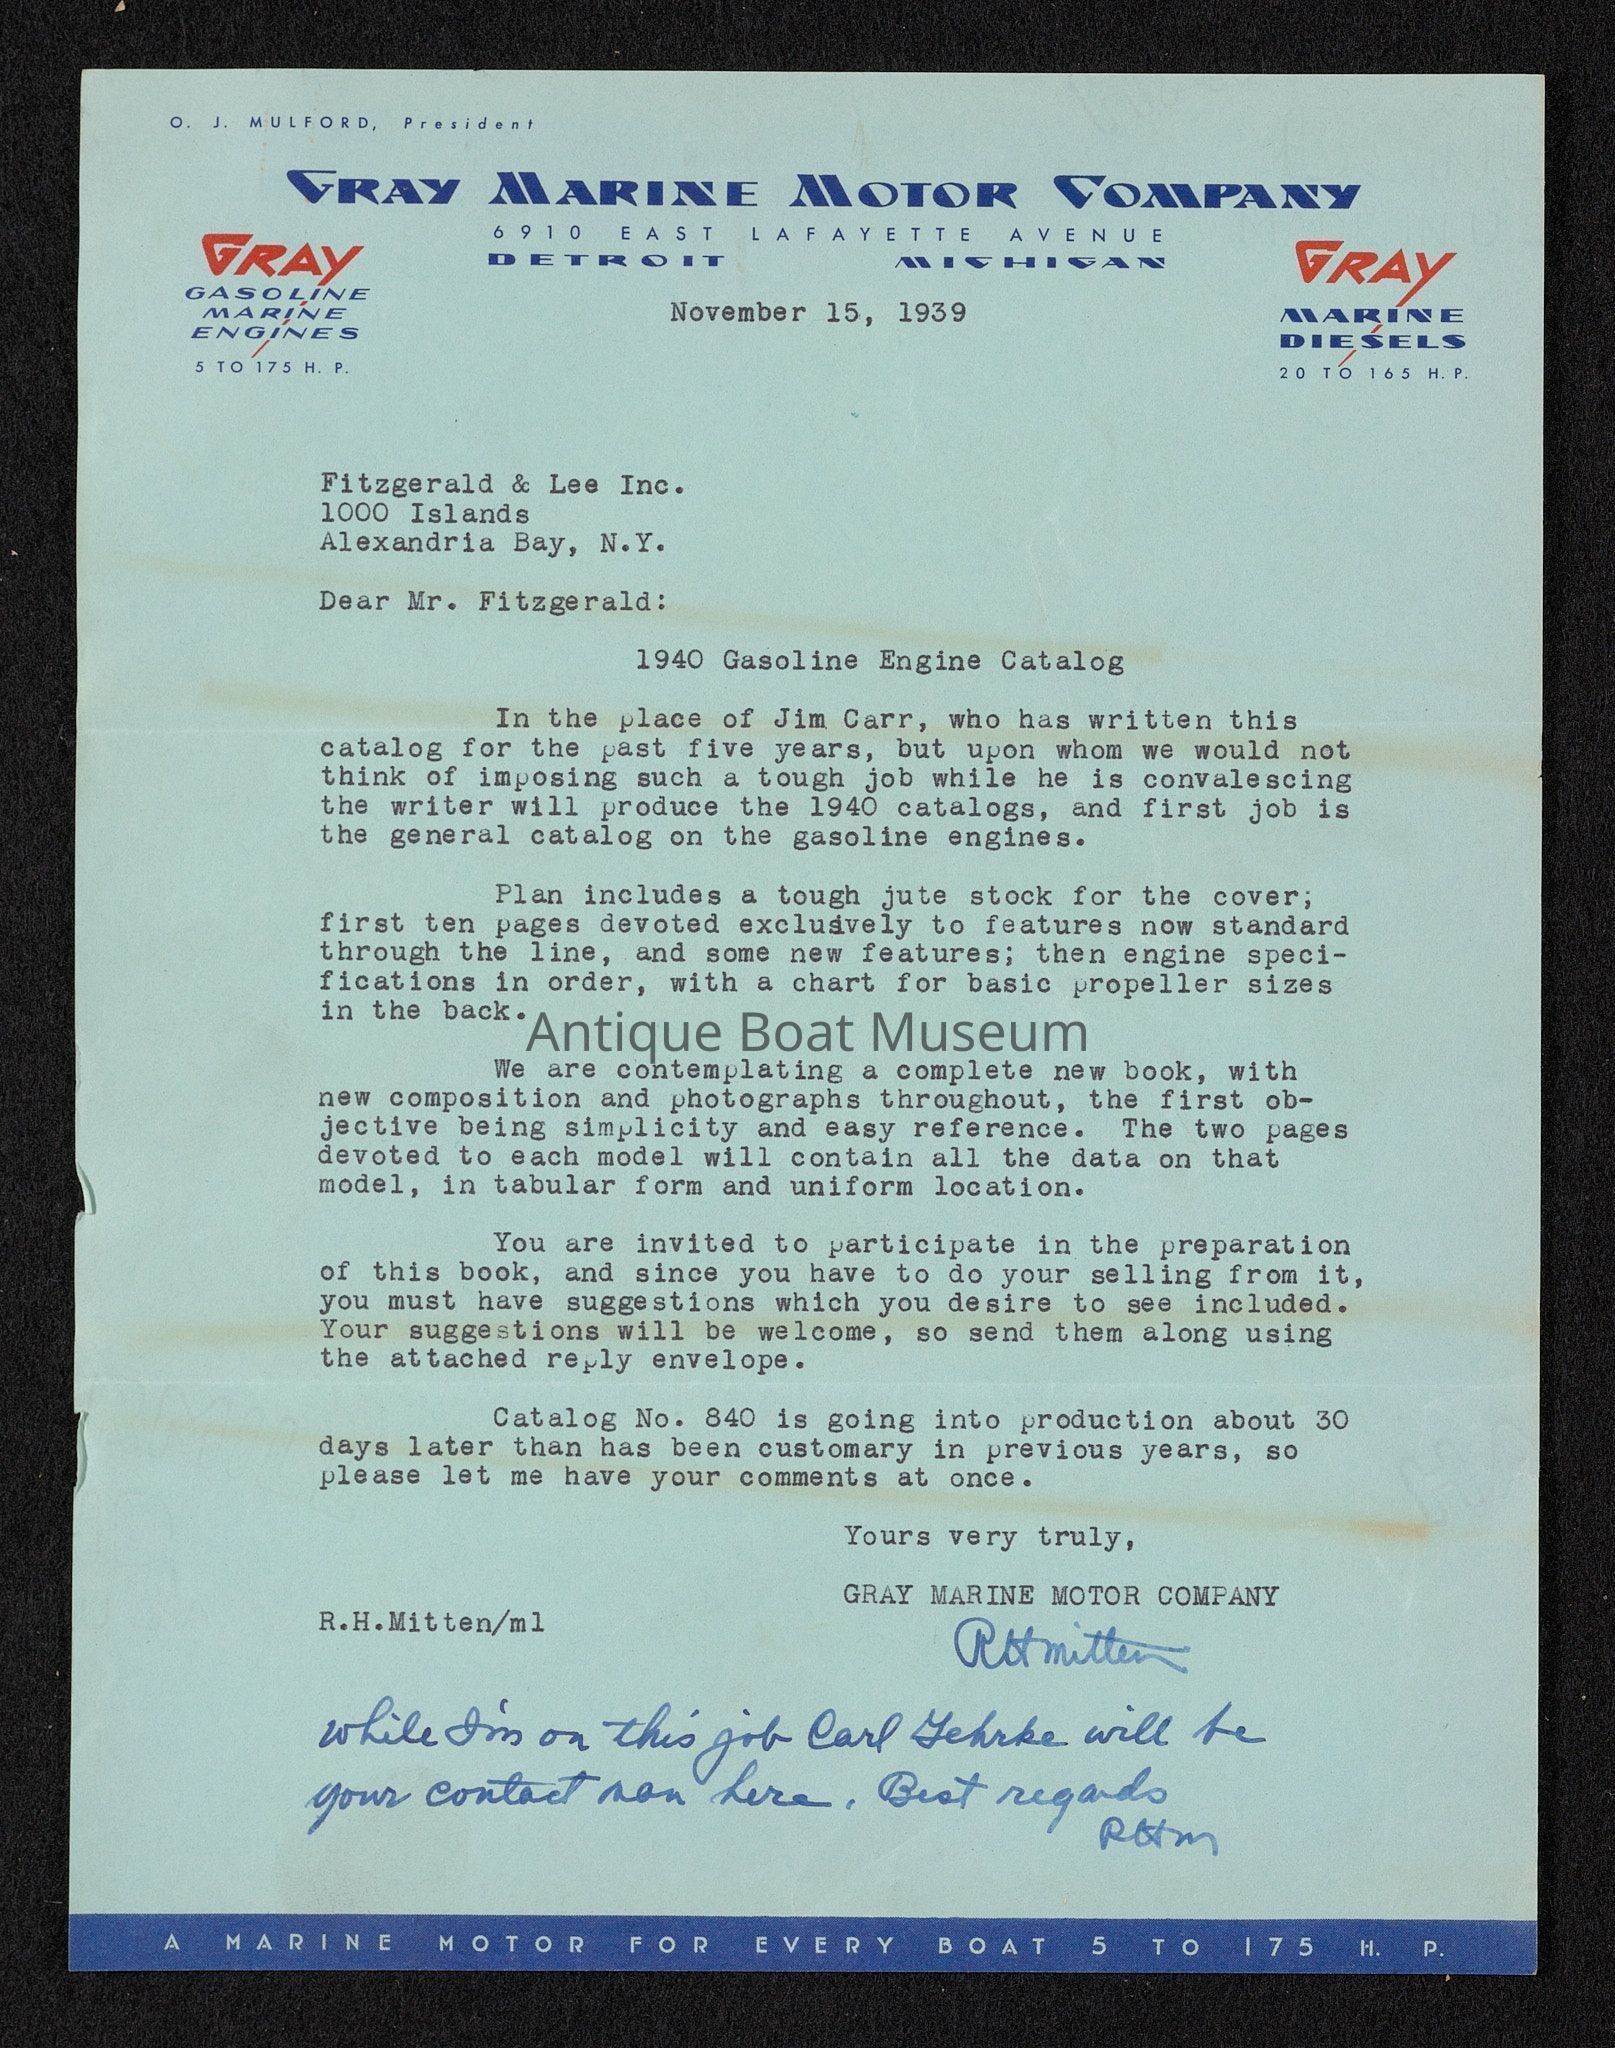 O. J. MULFORD, President
GRAY MARINE MOTOR COMPANY
6910 EAST LAFAYETTE AVENUE
DETROIT MICHIGAN
GRAY
GASOLINE
MARINE
ENGINES
5 TO 175 H. P.
GRAY
MARINE
DIESELS
20 TO 165 H. P.
November 15, 1939
Fitzgerald & Lee Inc.
1000 Islands
Alexandria Bay, N.Y.
Dear Mr. Fitzgerald:
1940 Gasoline Engine Catalog
In the place of Jim Carr, who has written this
catalog for the past five years, but upon whom we would not
think of imposing such a tough job while he is convalescing
the writer will produce the 1940 catalogs, and first job is
the general catalog on the gasoline engines.
Plan includes a tough jute stock for the cover;
first ten pages devoted exclusively to features now standard
through the line, and some new features; then engine speci-
fications in order, with a chart for basic propeller sizes
in the back.
Antique Boat Museum
We are contemplating a complete new book, with
new composition and photographs throughout, the first ob-
jective being simplicity and easy reference. The two pages
devoted to each model will contain all the data on that
model, in tabular form and uniform location.
You are invited to participate in the preparation
of this book, and since you have to do your selling from it,
you must have suggestions which you desire to see included.
Your suggestions will be welcome, so send them along using
the attached reply envelope.
Catalog No. 840 is going into production about 30
days later than has been customary in previous years, so
please let me have your comments at once.
Yours very truly,
GRAY MARINE MOTOR COMPANY
R.H.Mitten/ml
RHMitten
while I'm on this job Carl Gehrke will be
your contact man here. Best regards
RHM
A MARINE MOTOR FOR EVERY BOAT 5 TO 175 H. P.